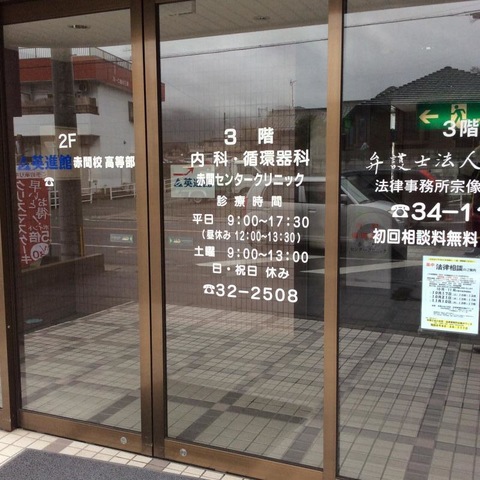 2F
英進館 赤間校 高等部
☎
3 階
内 科・循環器科
赤間センタークリニック
診 療 時 間
平日 9:00~17:30
(昼休み 12:00~13:30)
土曜 9:00~13:00
日・祝日 休み
☎32-2508
3階
弁護士法人
法律事務所宗像
☎34-1
初回相談料無料
法律相談